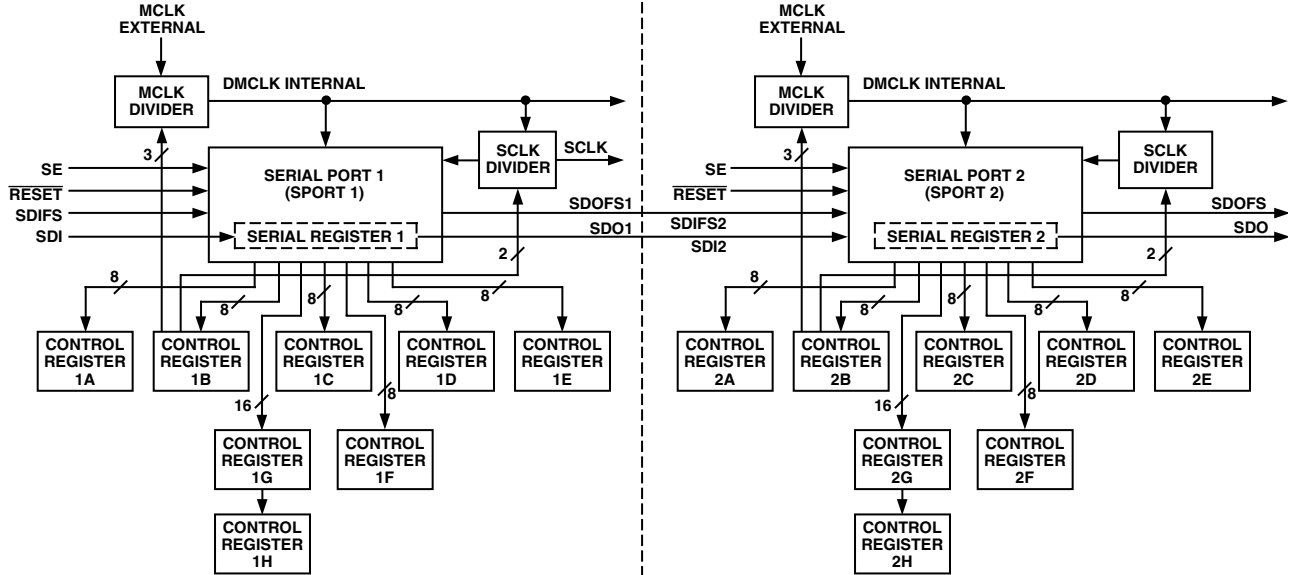 MCLK
EXTERNAL
MCLK
DIVIDER
DMCLK INTERNAL
3
SCLK
DIVIDER
SCLK
SE
RESET
SDIFS
SDI
SERIAL PORT 1
(SPORT 1)
SERIAL REGISTER 1
SDOFS1
SDO1
SDIFS2
SDI2
2
8
8
8
8
8
CONTROL
REGISTER
1A
CONTROL
REGISTER
1B
CONTROL
REGISTER
1C
CONTROL
REGISTER
1D
CONTROL
REGISTER
1E
16
8
CONTROL
REGISTER
1G
CONTROL
REGISTER
1F
CONTROL
REGISTER
1H
MCLK
EXTERNAL
MCLK
DIVIDER
DMCLK INTERNAL
3
SCLK
DIVIDER
SE
RESET
SERIAL PORT 2
(SPORT 2)
SERIAL REGISTER 2
SDOFS
SDO
2
8
8
8
8
8
CONTROL
REGISTER
2A
CONTROL
REGISTER
2B
CONTROL
REGISTER
2C
CONTROL
REGISTER
2D
CONTROL
REGISTER
2E
16
8
CONTROL
REGISTER
2G
CONTROL
REGISTER
2F
CONTROL
REGISTER
2H